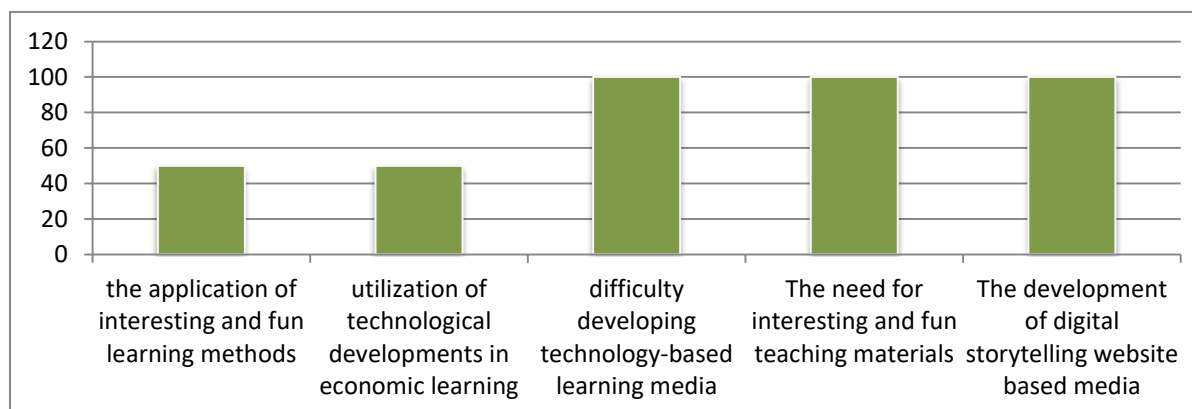 120
100
80
60
40
20
0
the application of
interesting and fun
learning methods
utilization of
technological
developments in
economic learning
difficulty
developing
technology-based
learning media
The need for
interesting and fun
teaching materials
The development
of digital
storytelling website
based media